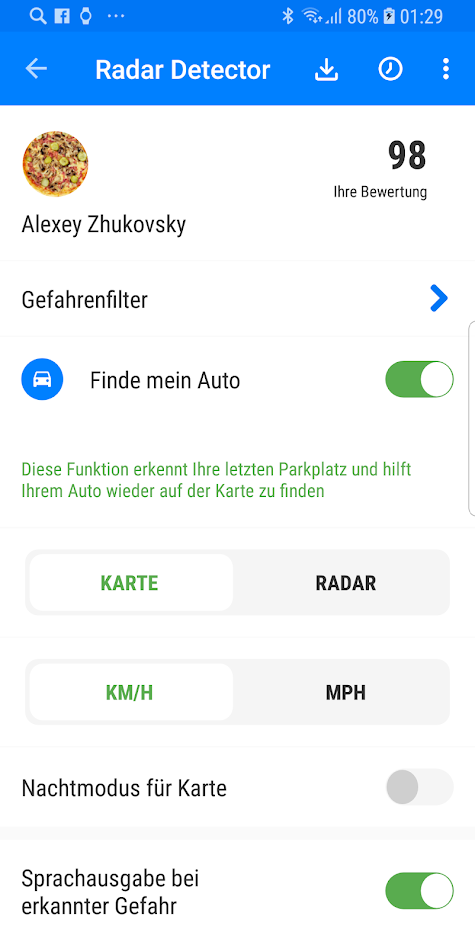 80% 01:29
Radar Detector
98
Ihre Bewertung
Alexey Zhukovsky
Gefahrenfilter
Finde mein Auto
Diese Funktion erkennt Ihre letzten Parkplatz und hilft
Ihrem Auto wieder auf der Karte zu finden
KARTE RADAR
KM/H MPH
Nachtmodus für Karte
Sprachausgabe bei
erkannter Gefahr